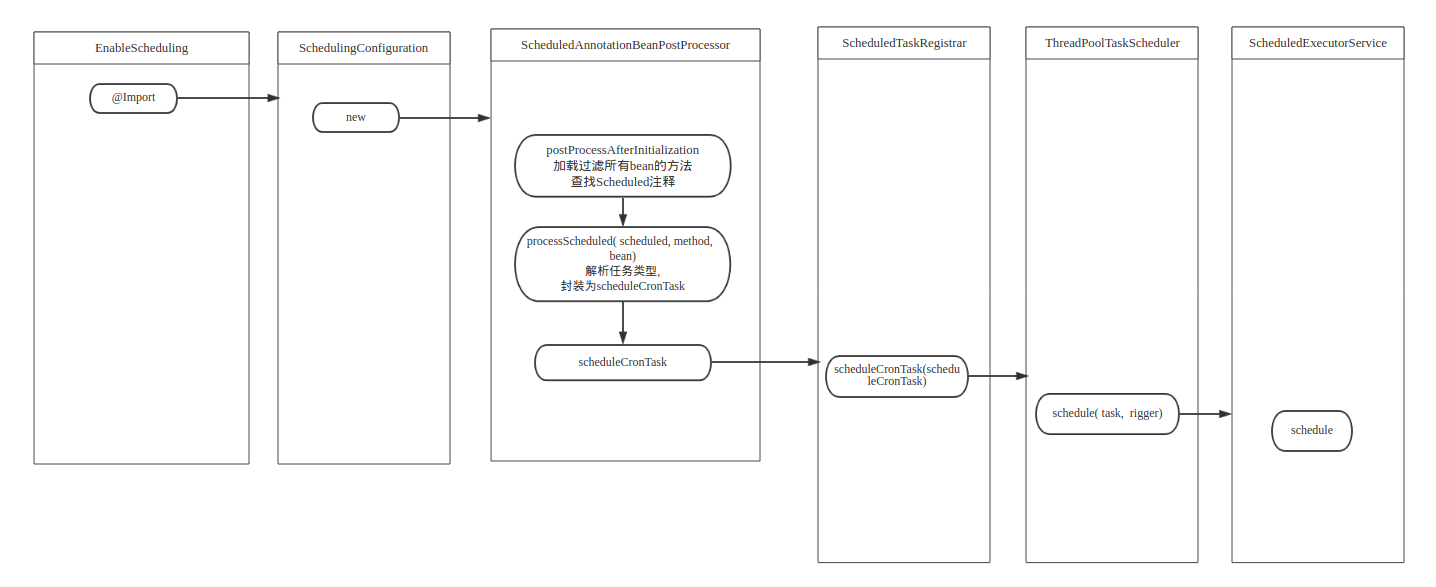 EnableScheduling
@Import
SchedulingConfiguration
new
ScheduledAnnotationBeanPostProcessor
postProcessAfterInitialization
加载过滤所有bean的方法
查找Scheduled注释
processScheduled( scheduled, method,
bean)
解析任务类型,
封装为scheduleCronTask
scheduleCronTask
ScheduledTaskRegistrar
scheduleCronTask(schedu
leCronTask)
ThreadPoolTaskScheduler
schedule( task,  rigger)
ScheduledExecutorService
schedule